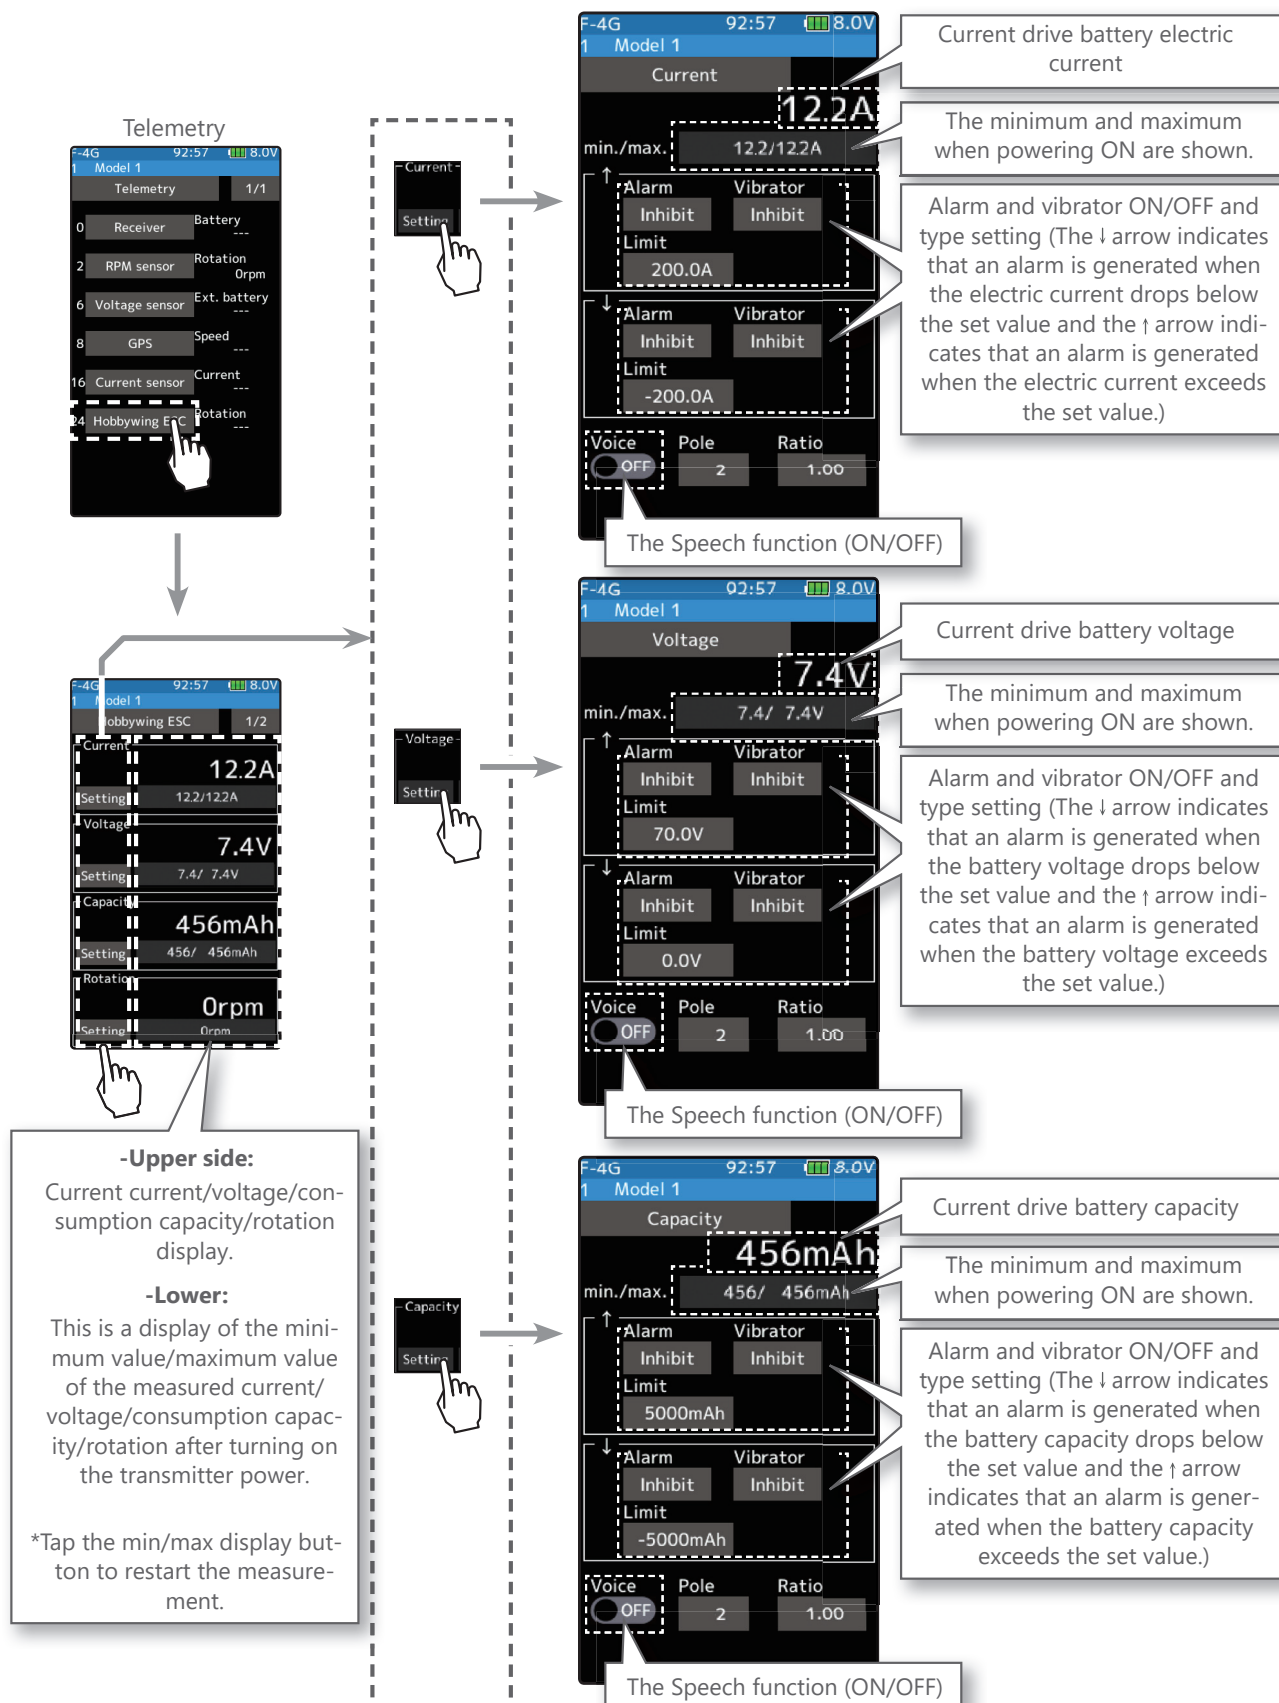 Telemetry
F-4G 92:57 8.0V
1 Model 1
Telemetry 1/1
0 Receiver Battery
---
2 RPM sensor Rotation
0rpm
6 Voltage sensor Ext. battery
---
8 GPS Speed
---
16 Current sensor Current
---
24 Hobbywing ESC Rotation
---
F-4G 92:57 8.0V
1 Model 1
Hobbywing ESC 1/2
Current
12.2A
Setting 12.2/12.2A
Voltage
7.4V
Setting 7.4/ 7.4V
Capacity
456mAh
Setting 456/ 456mAh
Rotation
0rpm
Setting 0rpm
-Upper side:
Current current/voltage/con-
sumption capacity/rotation
display.
-Lower:
This is a display of the mini-
mum value/maximum value
of the measured current/
voltage/consumption capac-
ity/rotation after turning on
the transmitter power.
*Tap the min/max display but-
ton to restart the measure-
ment.
Current
Setting
F-4G 92:57 8.0V
1 Model 1
Current
12.2A
min./max. 12.2/12.2A
↑
Alarm Vibrator
Inhibit Inhibit
Limit
200.0A
↓
Alarm Vibrator
Inhibit Inhibit
Limit
-200.0A
Voice Pole Ratio
OFF 2 1.00
Current drive battery electric
current
The minimum and maximum
when powering ON are shown.
Alarm and vibrator ON/OFF and
type setting (The ↓ arrow indicates
that an alarm is generated when
the electric current drops below
the set value and the ↑ arrow indi-
cates that an alarm is generated
when the electric current exceeds
the set value.)
The Speech function (ON/OFF)
Voltage
Setting
F-4G 92:57 8.0V
1 Model 1
Voltage
7.4V
min./max. 7.4/ 7.4V
↑
Alarm Vibrator
Inhibit Inhibit
Limit
70.0V
↓
Alarm Vibrator
Inhibit Inhibit
Limit
0.0V
Voice Pole Ratio
OFF 2 1.00
Current drive battery voltage
The minimum and maximum
when powering ON are shown.
Alarm and vibrator ON/OFF and
type setting (The ↓ arrow indicates
that an alarm is generated when
the battery voltage drops below
the set value and the ↑ arrow indi-
cates that an alarm is generated
when the battery voltage exceeds
the set value.)
The Speech function (ON/OFF)
Capacity
Setting
F-4G 92:57 8.0V
1 Model 1
Capacity
456mAh
min./max. 456/ 456mAh
↑
Alarm Vibrator
Inhibit Inhibit
Limit
5000mAh
↓
Alarm Vibrator
Inhibit Inhibit
Limit
-5000mAh
Voice Pole Ratio
OFF 2 1.00
Current drive battery capacity
The minimum and maximum
when powering ON are shown.
Alarm and vibrator ON/OFF and
type setting (The ↓ arrow indicates
that an alarm is generated when
the battery capacity drops below
the set value and the ↑ arrow
indicates that an alarm is gener-
ated when the battery capacity
exceeds the set value.)
The Speech function (ON/OFF)